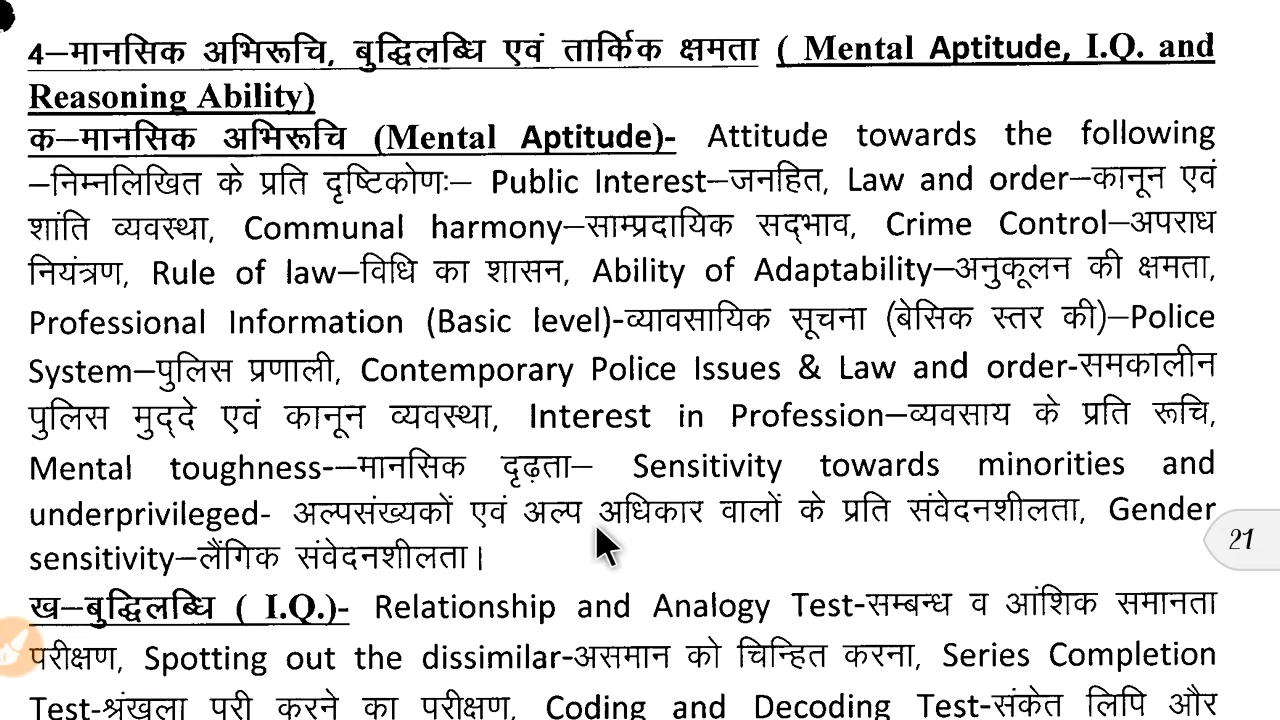 4–मानसिक अभिरूचि, बुद्धिलब्धि एवं तार्किक क्षमता ( Mental Aptitude, I.Q. and
Reasoning Ability)
क–मानसिक अभिरूचि (Mental Aptitude)- Attitude towards the following
–निम्नलिखित के प्रति दृष्टिकोणः– Public Interest–जनहित, Law and order–कानून एवं
शांति व्यवस्था, Communal harmony–साम्प्रदायिक सद्भाव, Crime Control–अपराध
नियंत्रण, Rule of law–विधि का शासन, Ability of Adaptability–अनुकूलन की क्षमता,
Professional Information (Basic level)-व्यावसायिक सूचना (बेसिक स्तर की)–Police
System–पुलिस प्रणाली, Contemporary Police Issues & Law and order-समकालीन
पुलिस मुद्दे एवं कानून व्यवस्था, Interest in Profession–व्यवसाय के प्रति रूचि,
Mental toughness-–मानसिक दृढ़ता– Sensitivity towards minorities and
underprivileged- अल्पसंख्यकों एवं अल्प अधिकार वालों के प्रति संवेदनशीलता, Gender
sensitivity–लैंगिक संवेदनशीलता।
21
ख–बुद्धिलब्धि ( I.Q.)- Relationship and Analogy Test-सम्बन्ध व आंशिक समानता
परीक्षण, Spotting out the dissimilar-असमान को चिन्हित करना, Series Completion
Test-श्रंखला पूरी करने का परीक्षण, Coding and Decoding Test-संकेत लिपि और